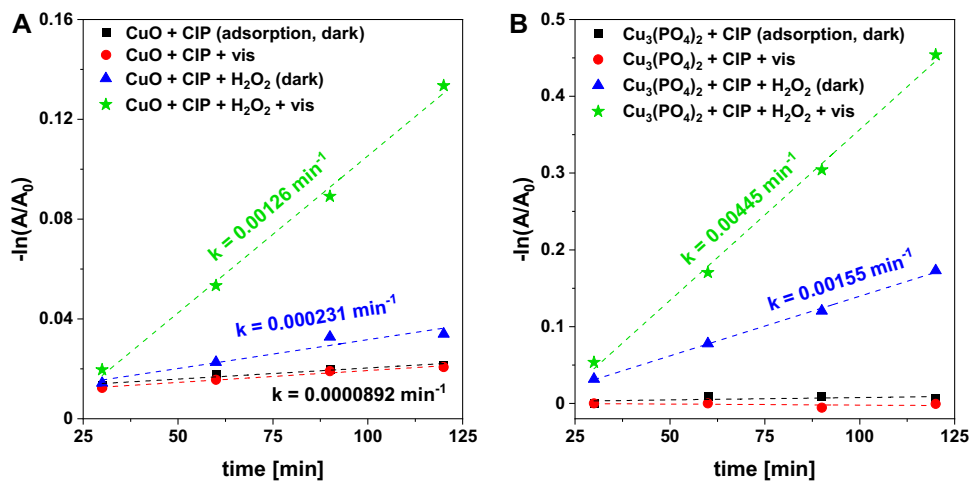 A
CuO + CIP (adsorption, dark)
CuO + CIP + vis
CuO + CIP + H₂O₂ (dark)
CuO + CIP + H₂O₂ + vis
k = 0.00126 min⁻¹
k = 0.000231 min⁻¹
k = 0.0000892 min⁻¹
-ln(A/A₀)
0.16
0.12
0.08
0.04
0
25
50
75
100
125
time [min]
B
Cu₃(PO₄)₂ + CIP (adsorption, dark)
Cu₃(PO₄)₂ + CIP + vis
Cu₃(PO₄)₂ + CIP + H₂O₂ (dark)
Cu₃(PO₄)₂ + CIP + H₂O₂ + vis
k = 0.00445 min⁻¹
k = 0.00155 min⁻¹
-ln(A/A₀)
0.5
0.4
0.3
0.2
0.1
0
25
50
75
100
125
time [min]